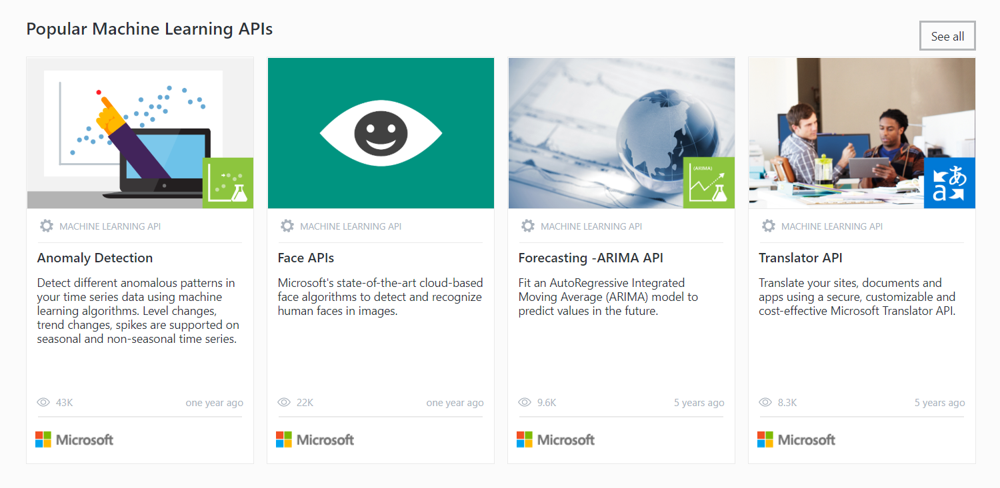 Popular Machine Learning APIs
See all
(ARIMA)
あ
a
MACHINE LEARNING API
Anomaly Detection
Detect different anomalous patterns in
your time series data using machine
learning algorithms. Level changes,
trend changes, spikes are supported on
seasonal and non-seasonal time series.
43K one year ago
Microsoft
MACHINE LEARNING API
Face APIs
Microsoft's state-of-the-art cloud-based
face algorithms to detect and recognize
human faces in images.
22K one year ago
Microsoft
MACHINE LEARNING API
Forecasting -ARIMA API
Fit an AutoRegressive Integrated
Moving Average (ARIMA) model to
predict values in the future.
9.6K 5 years ago
Microsoft
MACHINE LEARNING API
Translator API
Translate your sites, documents and
apps using a secure, customizable and
cost-effective Microsoft Translator API.
8.3K 5 years ago
Microsoft